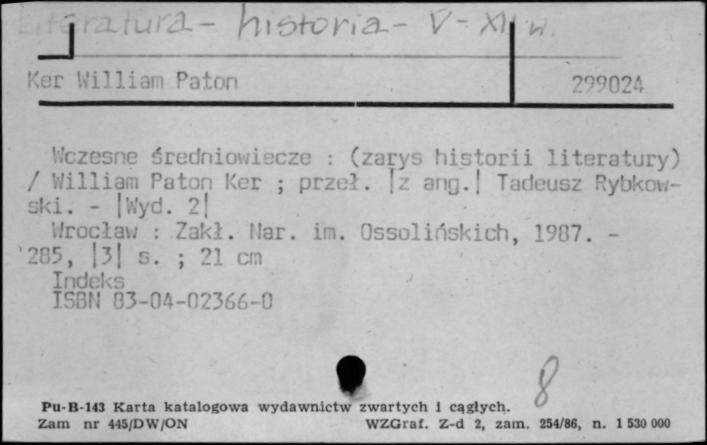 Literatura - historia - V - XI w.
Ker William Paton 299024
Wczesne średniowiecze : (zarys historii literatury)
/ William Paton Ker ; przeł. |z ang.| Tadeusz Rybkow-
ski. - |Wyd. 2|
Wrocław : Zakł. Nar. im. Ossolińskich, 1987. -
285, |3| s. ; 21 cm
Indeks
ISBN 83-04-02366-0
8
Pu-B-143 Karta katalogowa wydawnictw zwartych i ciągłych.
Zam nr 445/DW/ON WZGraf. Z-d 2, zam. 254/86, n. 1 530 000